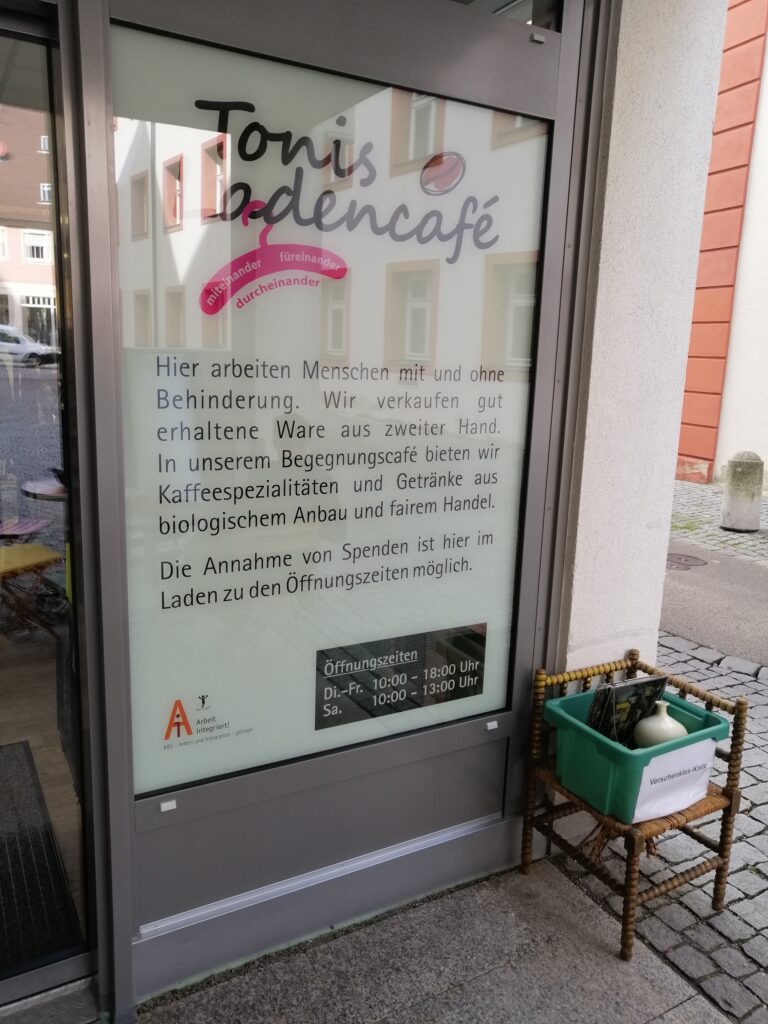 Tonis
Ladencafé
miteinander füreinander
durcheinander
Hier arbeiten Menschen mit und ohne
Behinderung. Wir verkaufen gut
erhaltene Ware aus zweiter Hand.
In unserem Begegnungscafé bieten wir
Kaffeespezialitäten und Getränke aus
biologischem Anbau und fairem Handel.
Die Annahme von Spenden ist hier im
Laden zu den Öffnungszeiten möglich.
Öffnungszeiten
Di.-Fr. 10:00 - 18:00 Uhr
Sa. 10:00 - 13:00 Uhr
Arbeit
Integriert!
Verschenkles-Kiste